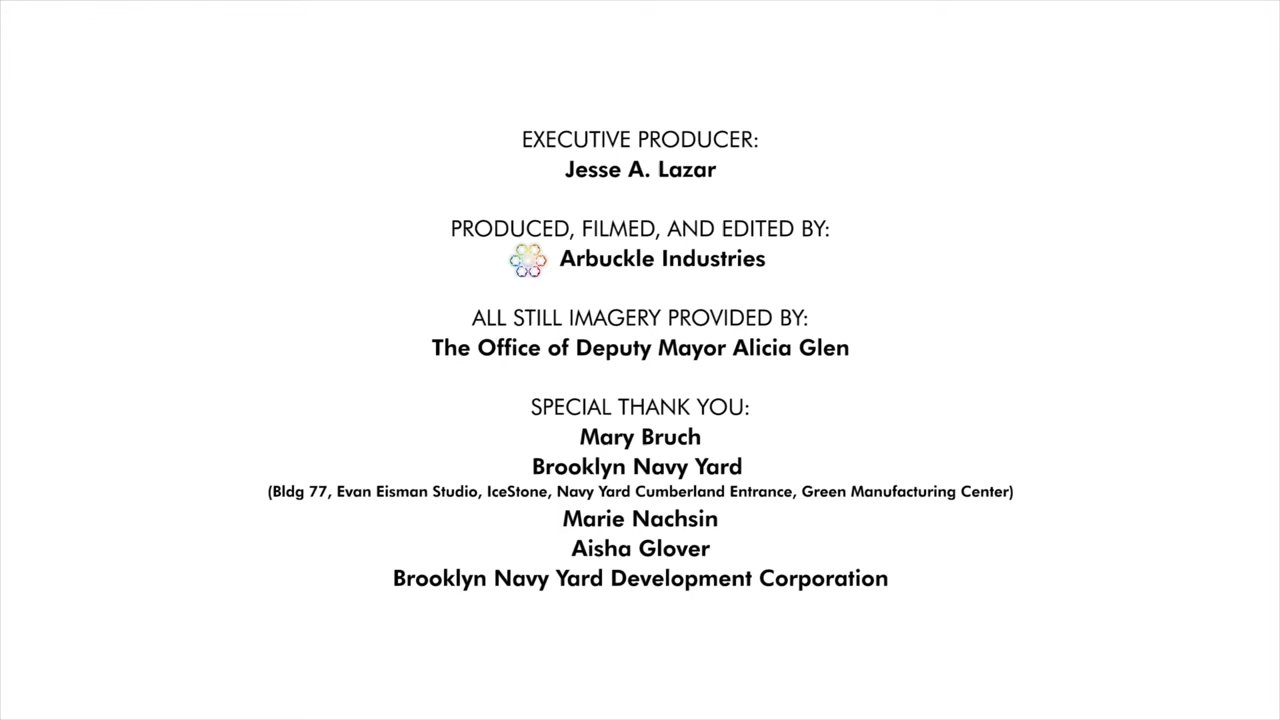 EXECUTIVE PRODUCER:
Jesse A. Lazar
PRODUCED, FILMED, AND EDITED BY:
Arbuckle Industries
ALL STILL IMAGERY PROVIDED BY:
The Office of Deputy Mayor Alicia Glen
SPECIAL THANK YOU:
Mary Bruch
Brooklyn Navy Yard
(Bldg 77, Evan Eisman Studio, IceStone, Navy Yard Cumberland Entrance, Green Manufacturing Center)
Marie Nachsin
Aisha Glover
Brooklyn Navy Yard Development Corporation